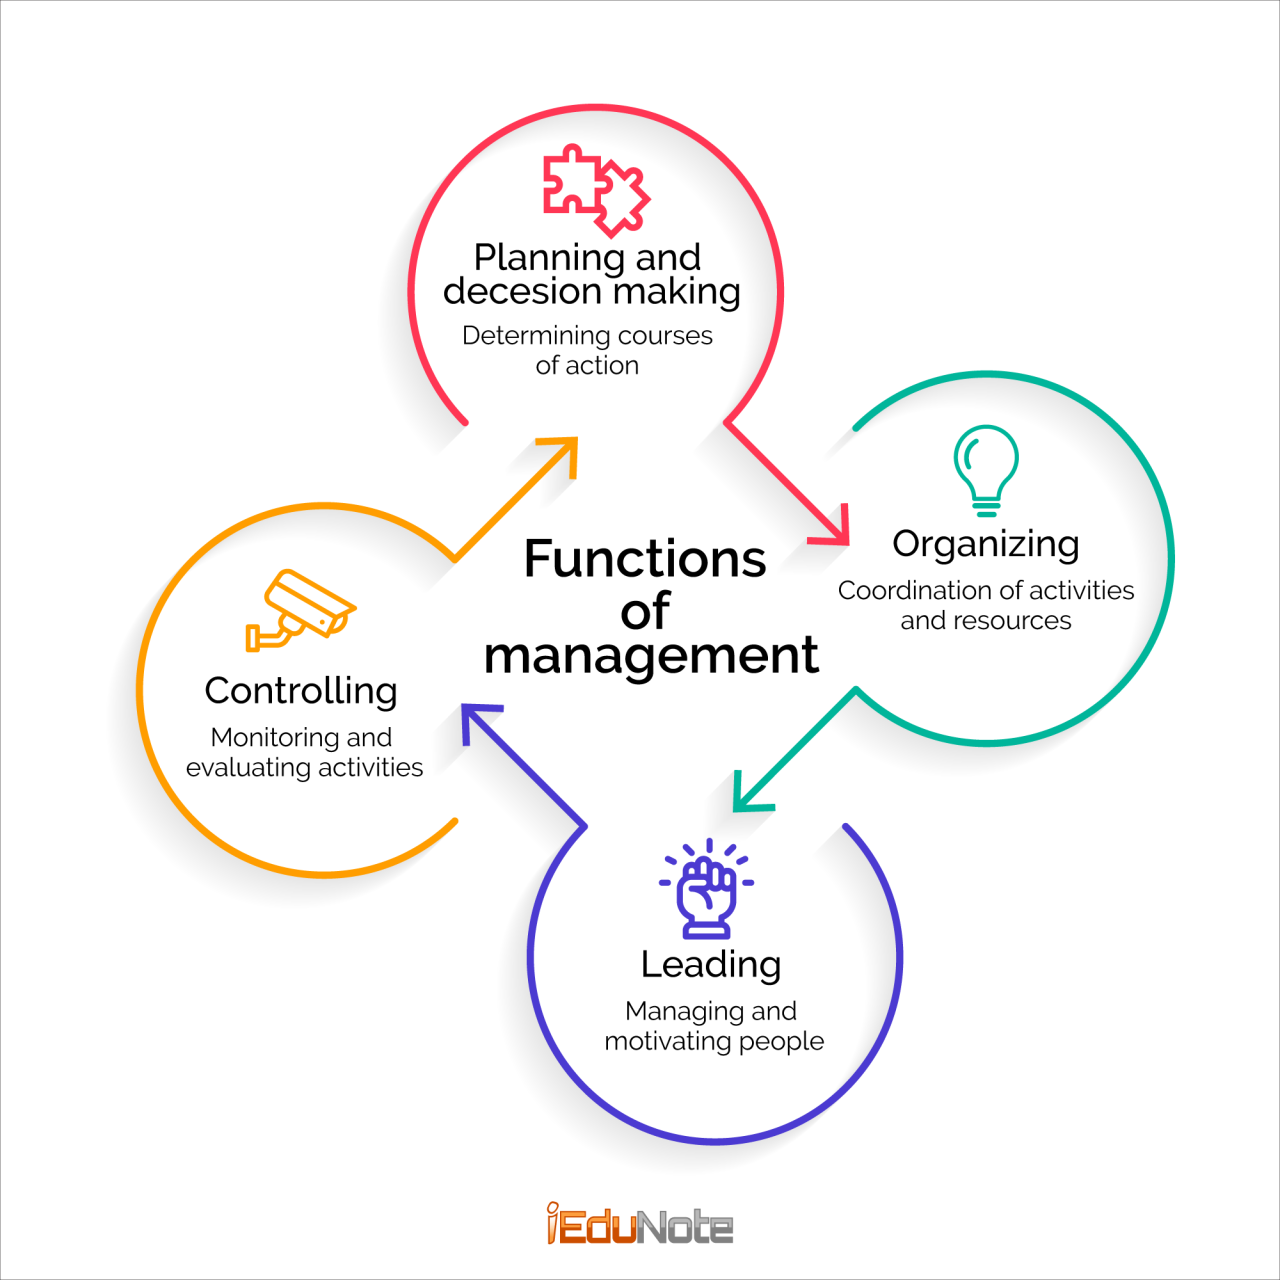 Planning and
decesion making
Determining courses
of action
Organizing
Coordination of activities
and resources
Functions
of
management
Controlling
Monitoring and
evaluating activities
Leading
Managing and
motivating people
iEduNote